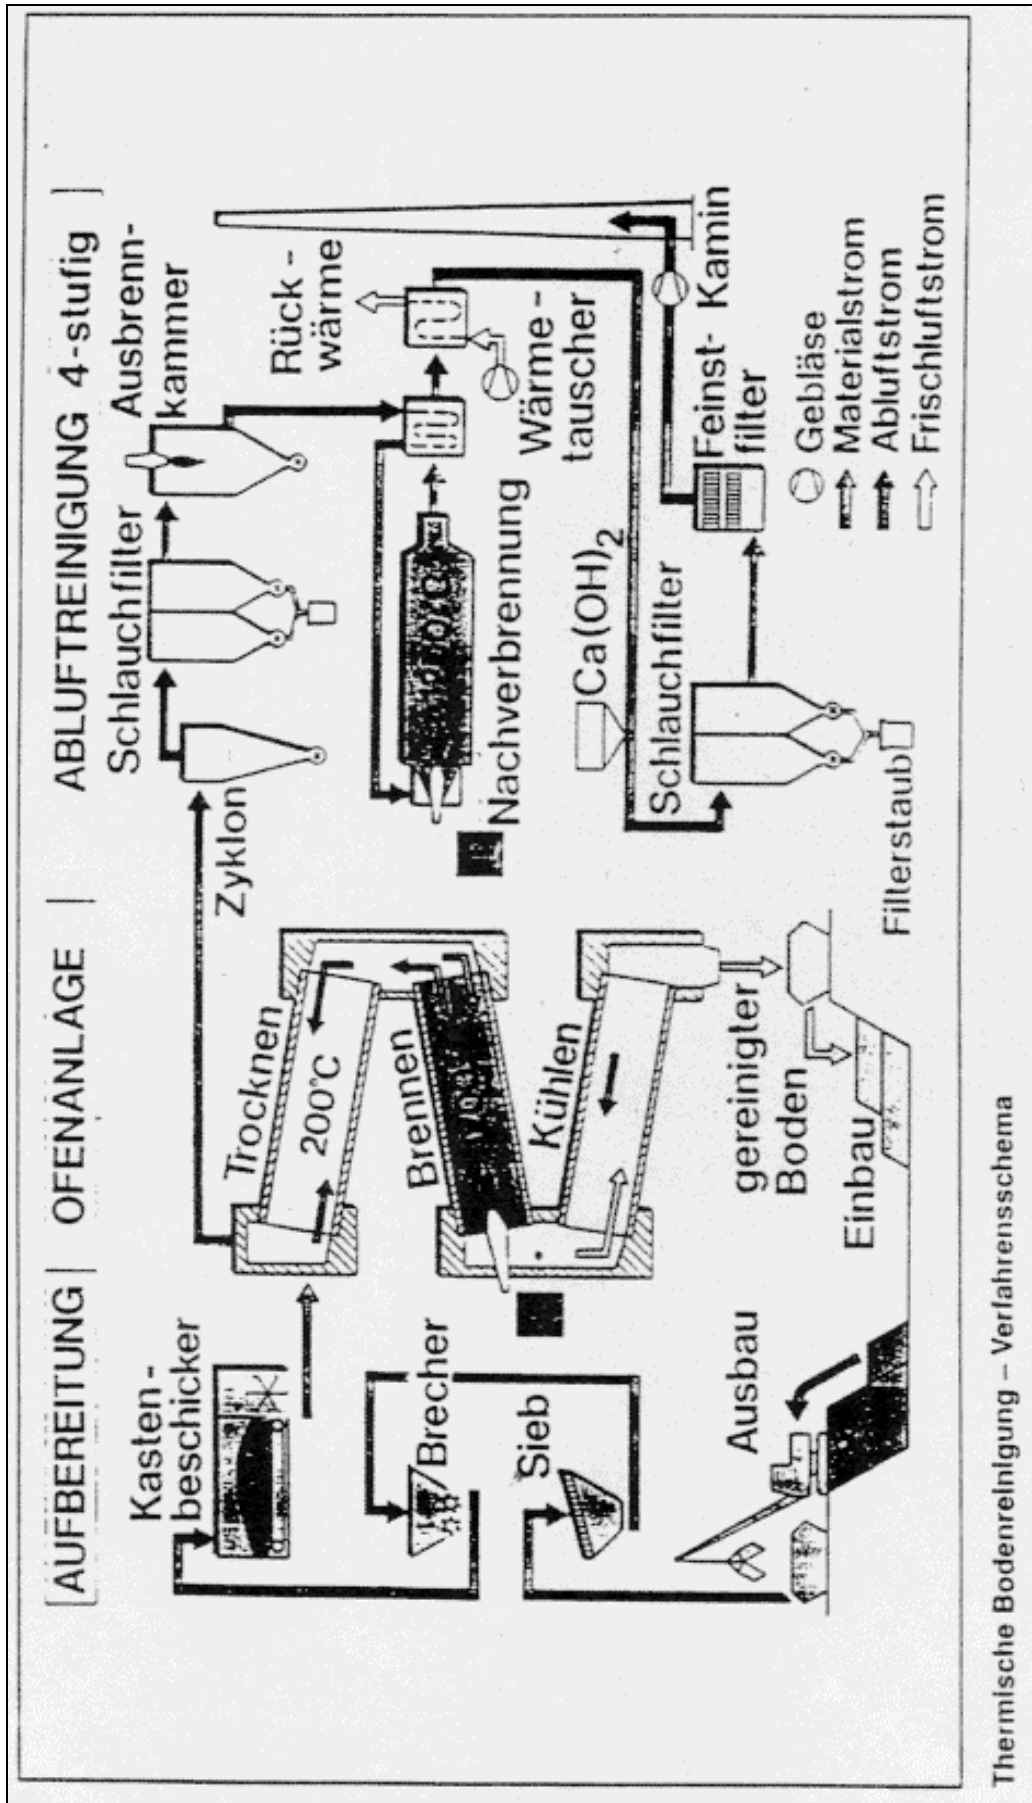 AUFBEREITUNG
OFENANLAGE
ABLUFTREINIGUNG 4-stufig
Kasten-
beschicker
Brecher
Sieb
Ausbau
Trocknen
200°C
Brennen
Kühlen
gereinigter
Boden
Einbau
Zyklon
Schlauchfilter
Ausbrenn-
kammer
Rück-
wärme
Nachverbrennung
Wärme-
tauscher
Ca(OH)2
Schlauchfilter
Filterstaub
Feinst-
filter
Kamin
Gebläse
Materialstrom
Abluftstrom
Frischluftstrom
Thermische Bodenreinigung – Verfahrensschema